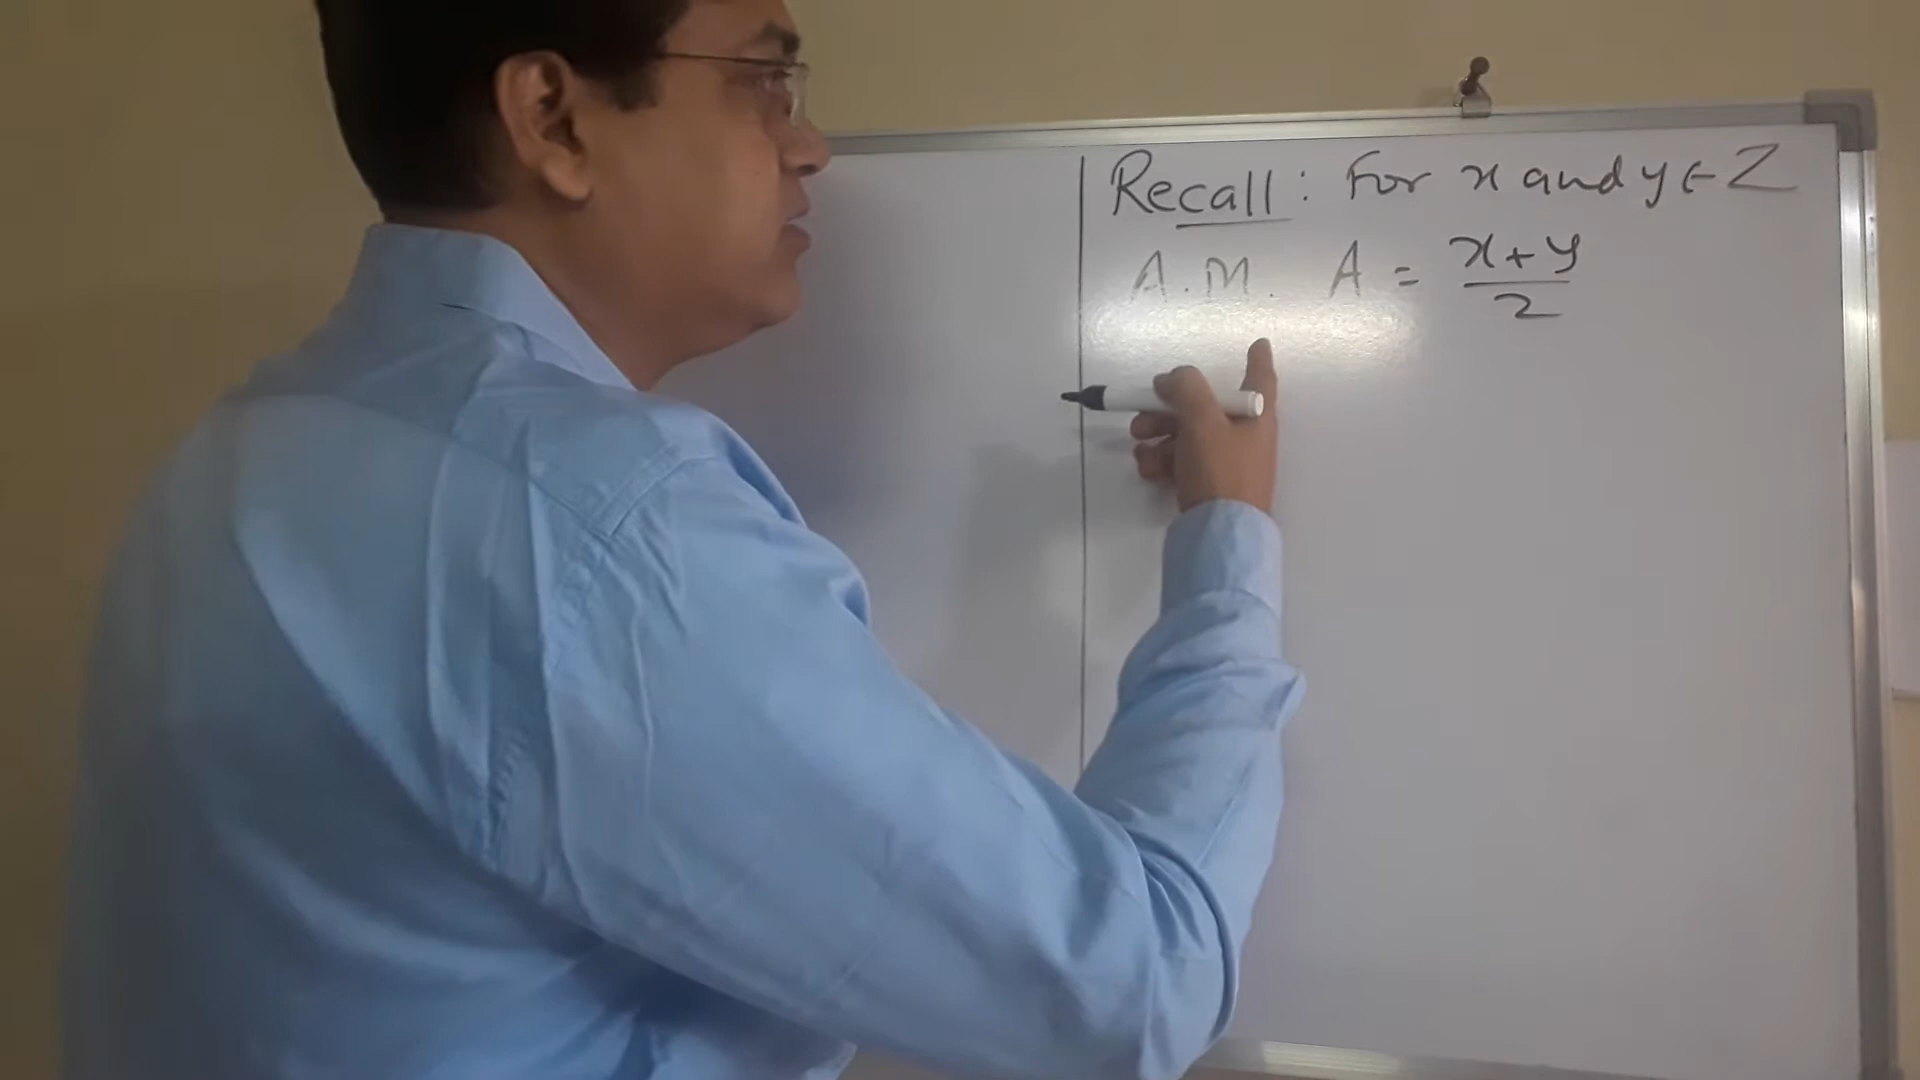 Recall: For x and y ∈ Z
A.M. A = x+y/2